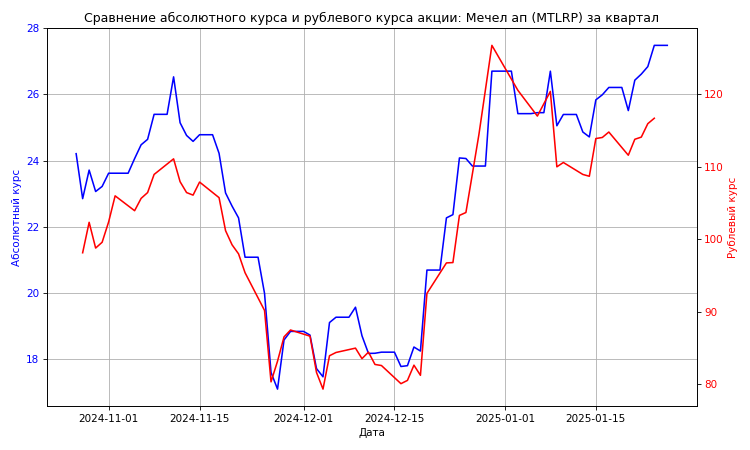 Сравнение абсолютного курса и рублевого курса акции: Мечел ап (MTLRP) за квартал
28
26
24
22
20
18
Абсолютный курс
120
110
100
90
80
Рублевый курс
2024-11-01 2024-11-15 2024-12-01 2024-12-15 2025-01-01 2025-01-15
Дата